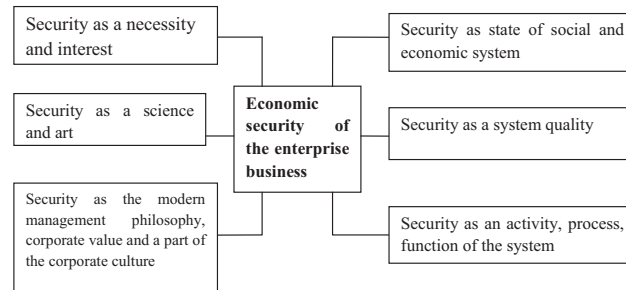 Security as a necessity
and interest
Security as a science
and art
Security as the modern
management philosophy,
corporate value and a part of
the corporate culture
Economic
security of
the enterprise
business
Security as state of social and
economic system
Security as a system quality
Security as an activity, process,
function of the system